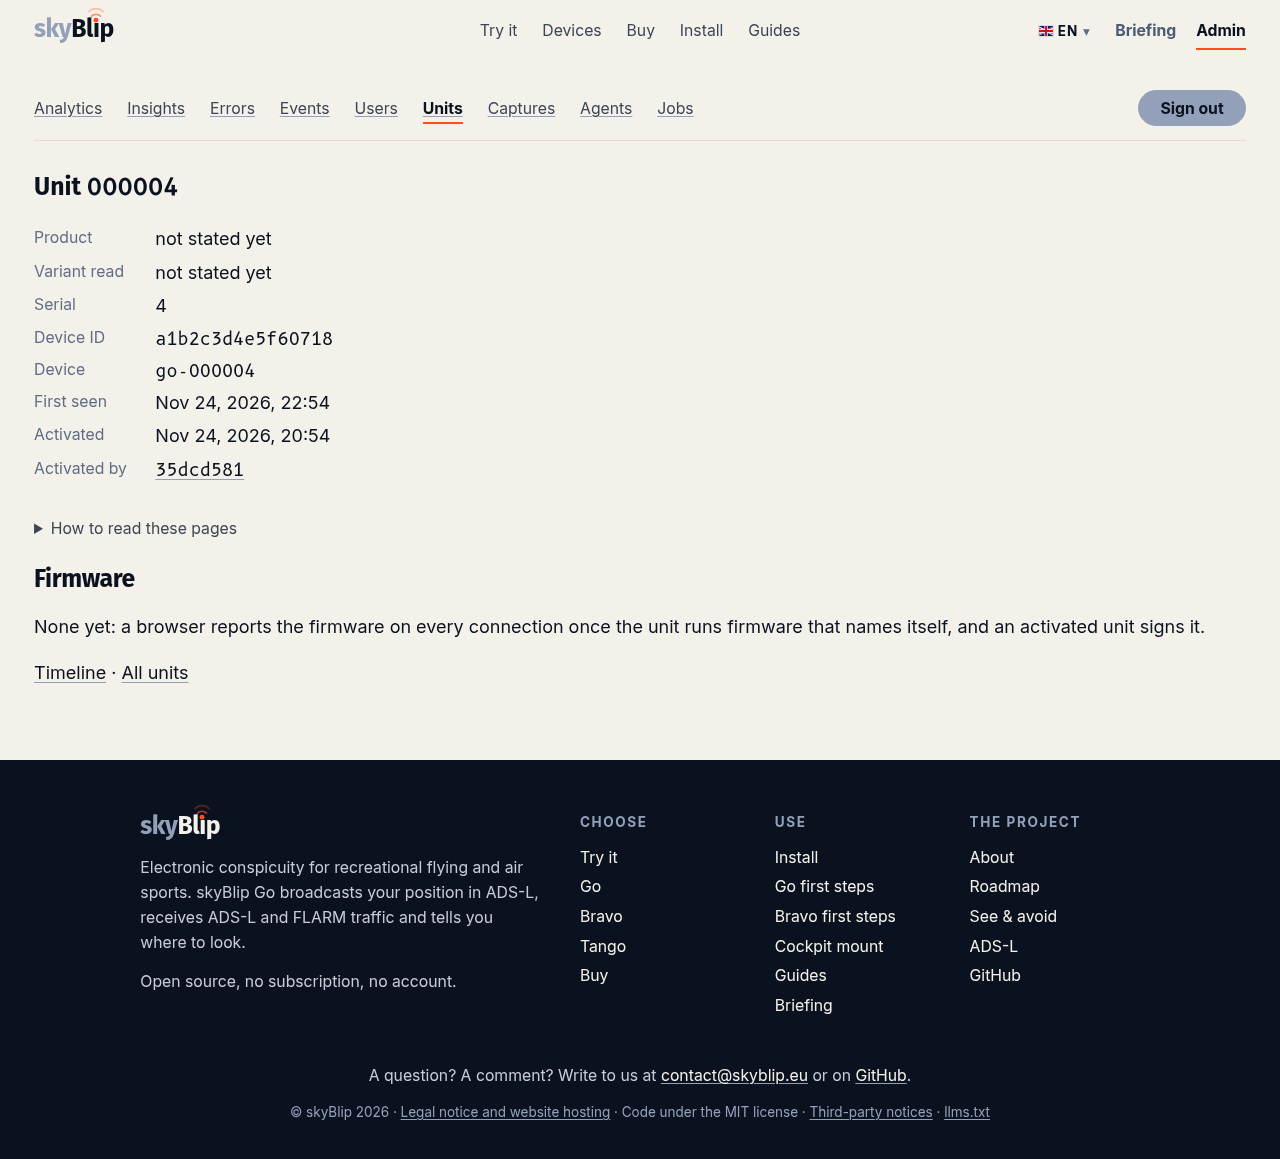 skyBlip
Try it Devices Buy Install Guides
EN ▾ Briefing Admin
Analytics Insights Errors Events Users Units Captures Agents Jobs
Sign out
Unit 000004
Product not stated yet
Variant read not stated yet
Serial 4
Device ID a1b2c3d4e5f60718
Device go-000004
First seen Nov 24, 2026, 22:54
Activated Nov 24, 2026, 20:54
Activated by 35dcd581
▶ How to read these pages
Firmware
None yet: a browser reports the firmware on every connection once the unit runs firmware that names itself, and an activated unit signs it.
Timeline · All units
skyBlip
Electronic conspicuity for recreational flying and air
sports. skyBlip Go broadcasts your position in ADS-L,
receives ADS-L and FLARM traffic and tells you
where to look.
Open source, no subscription, no account.
CHOOSE
Try it
Go
Bravo
Tango
Buy
USE
Install
Go first steps
Bravo first steps
Cockpit mount
Guides
Briefing
THE PROJECT
About
Roadmap
See & avoid
ADS-L
GitHub
A question? A comment? Write to us at contact@skyblip.eu or on GitHub.
© skyBlip 2026 · Legal notice and website hosting · Code under the MIT license · Third-party notices · llms.txt